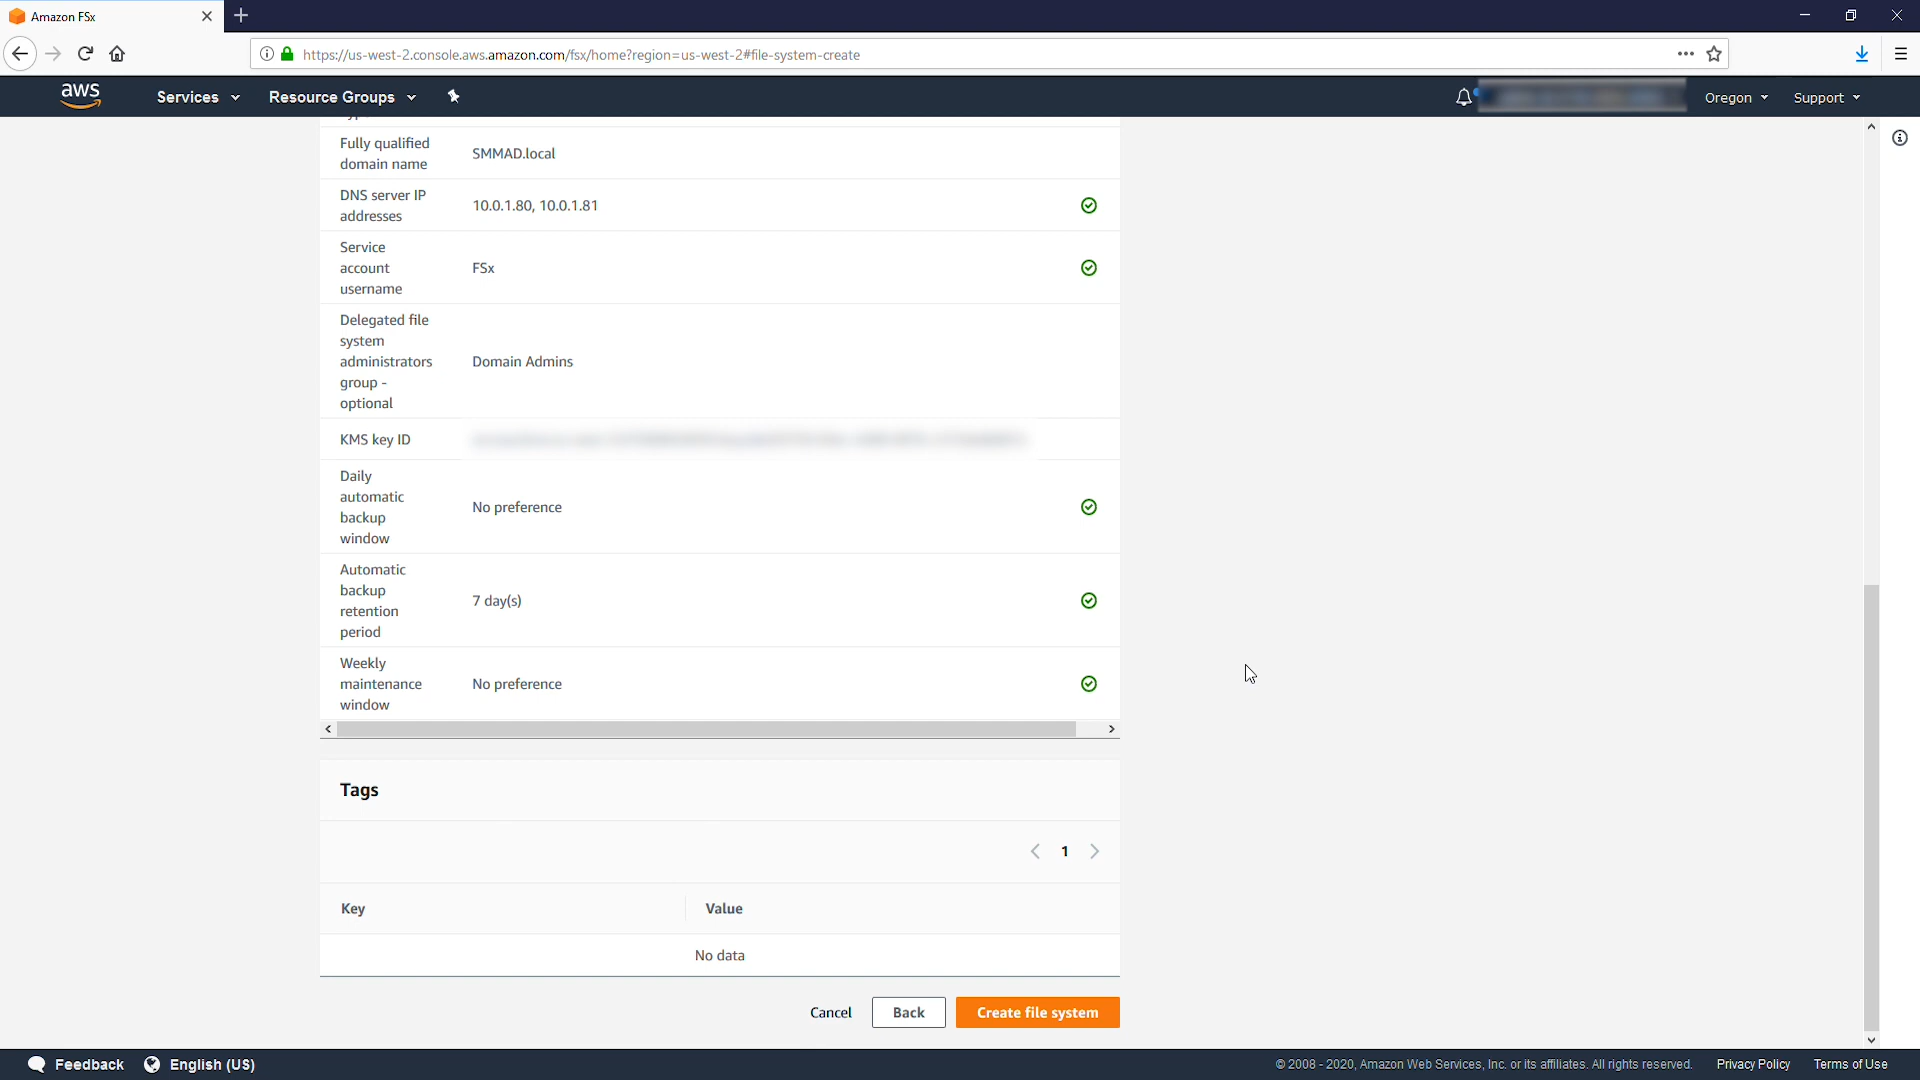 Amazon FSx
https://us-west-2.console.aws.amazon.com/fsx/home?region=us-west-2#file-system-create
aws
Services
Resource Groups
Oregon
Support
Fully qualified
domain name
SMMAD.local
DNS server IP
addresses
10.0.1.80, 10.0.1.81
Service
account
username
FSx
Delegated file
system
administrators
group -
optional
Domain Admins
KMS key ID
Daily
automatic
backup
window
No preference
Automatic
backup
retention
period
7 day(s)
Weekly
maintenance
window
No preference
Tags
1
Key
Value
No data
Cancel
Back
Create file system
Feedback
English (US)
© 2008 - 2020, Amazon Web Services, Inc. or its affiliates. All rights reserved.
Privacy Policy
Terms of Use